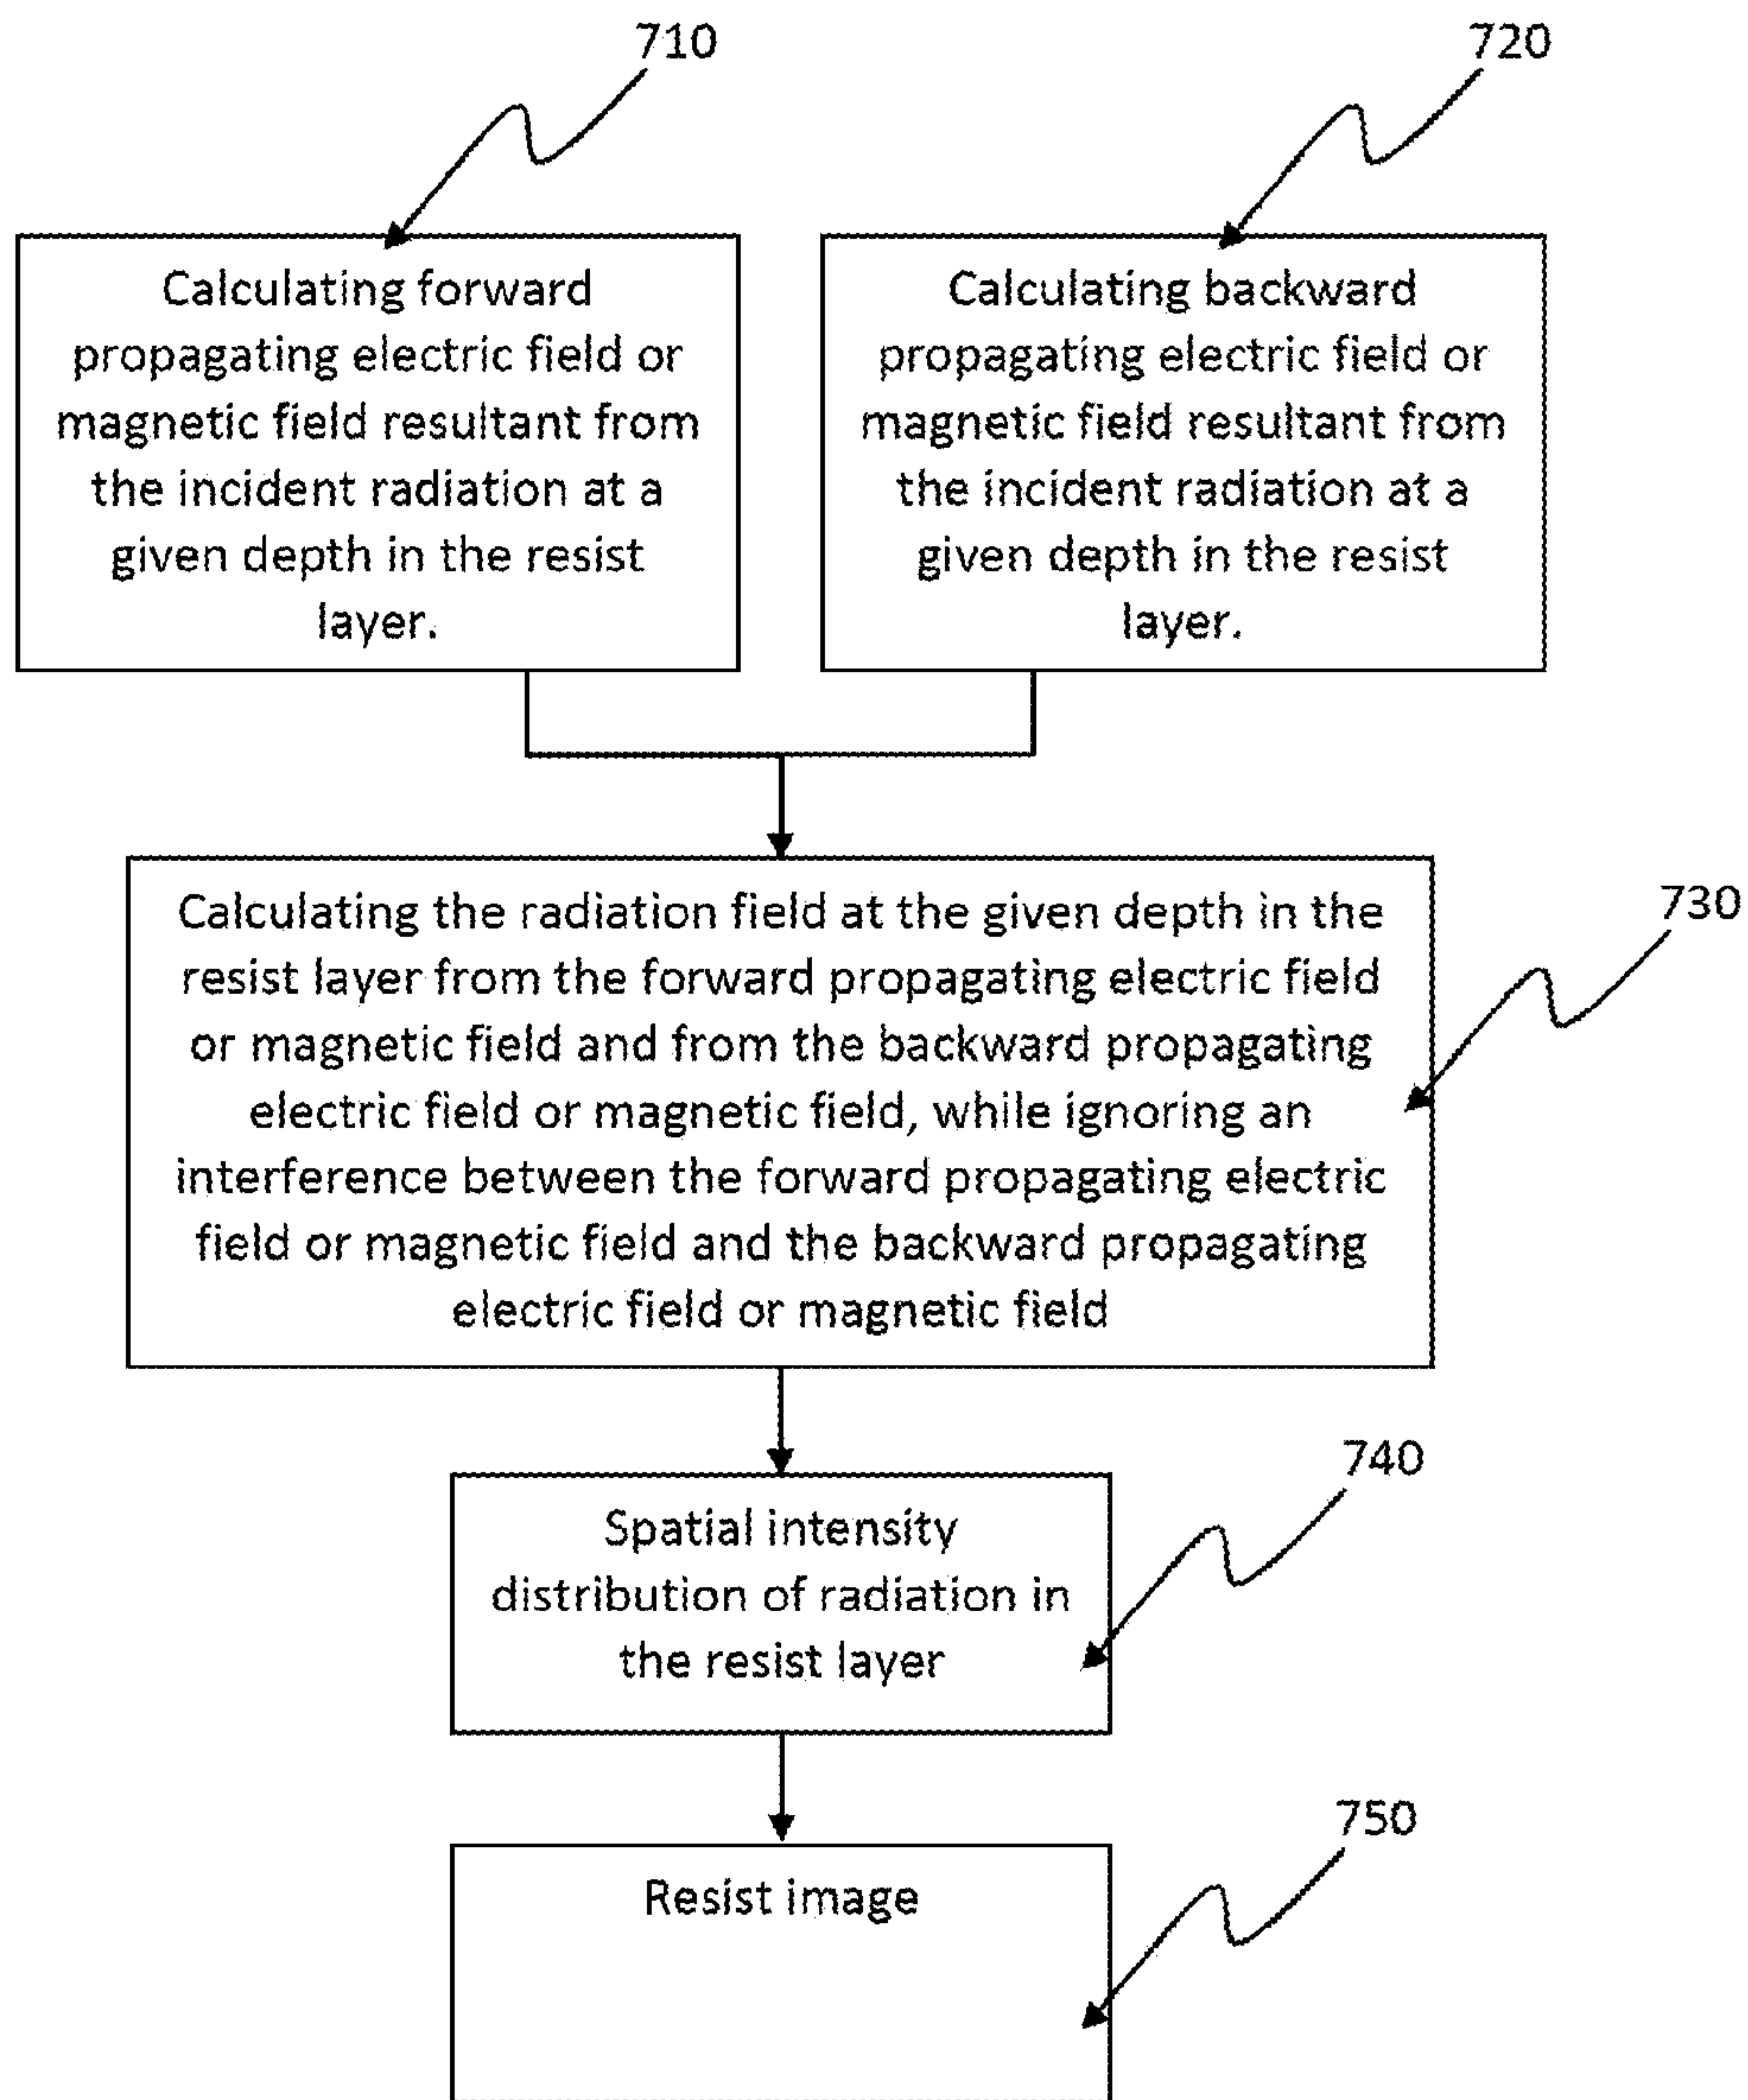 710
720
Calculating forward
propagating electric field or
magnetic field resultant from
the incident radiation at a
given depth in the resist
layer.
Calculating backward
propagating electric field or
magnetic field resultant from
the incident radiation at a
given depth in the resist
layer.
730
Calculating the radiation field at the given depth in the
resist layer from the forward propagating electric field
or magnetic field and from the backward propagating
electric field or magnetic field, while ignoring an
interference between the forward propagating electric
field or magnetic field and the backward propagating
electric field or magnetic field
740
Spatial intensity
distribution of radiation in
the resist layer
750
Resist image